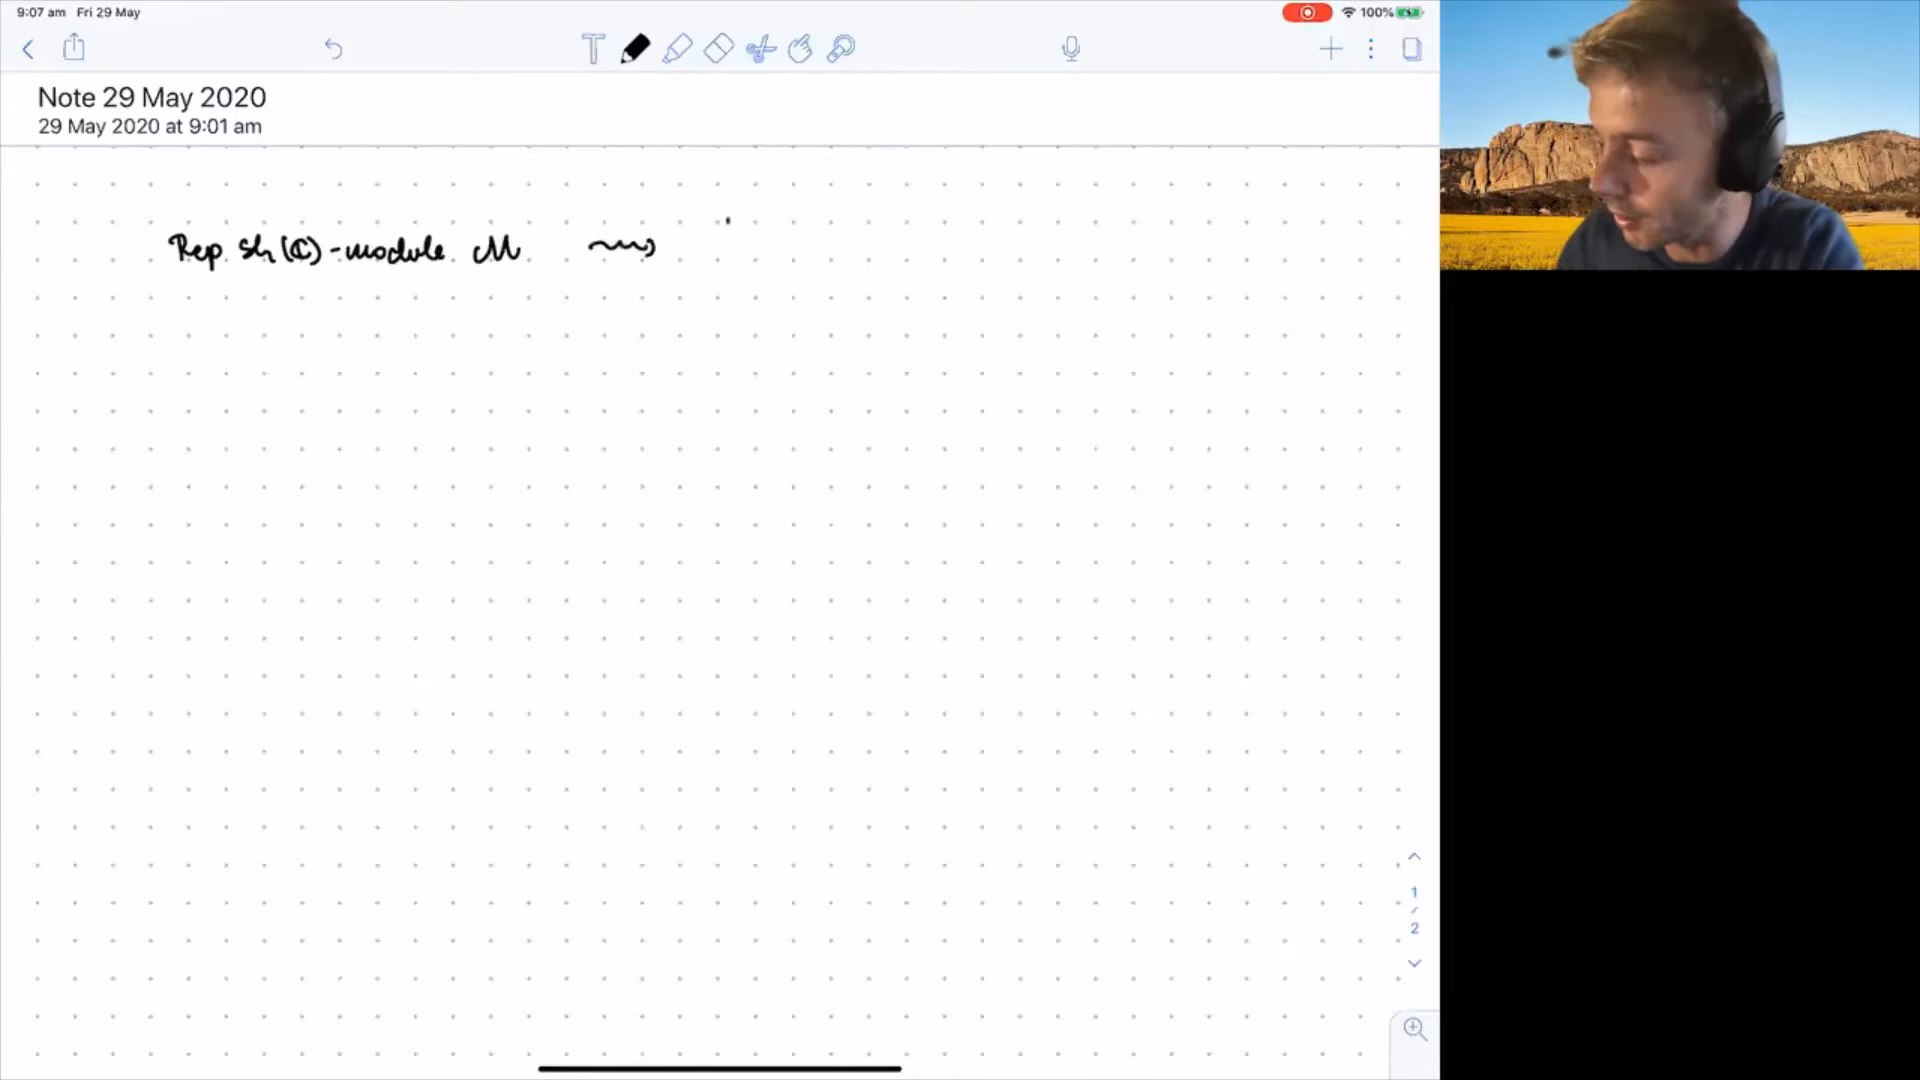 9:07 am Fri 29 May
100%
Note 29 May 2020
29 May 2020 at 9:01 am
Rep Sl₂(ℂ)-module M ⇝
1
/
2